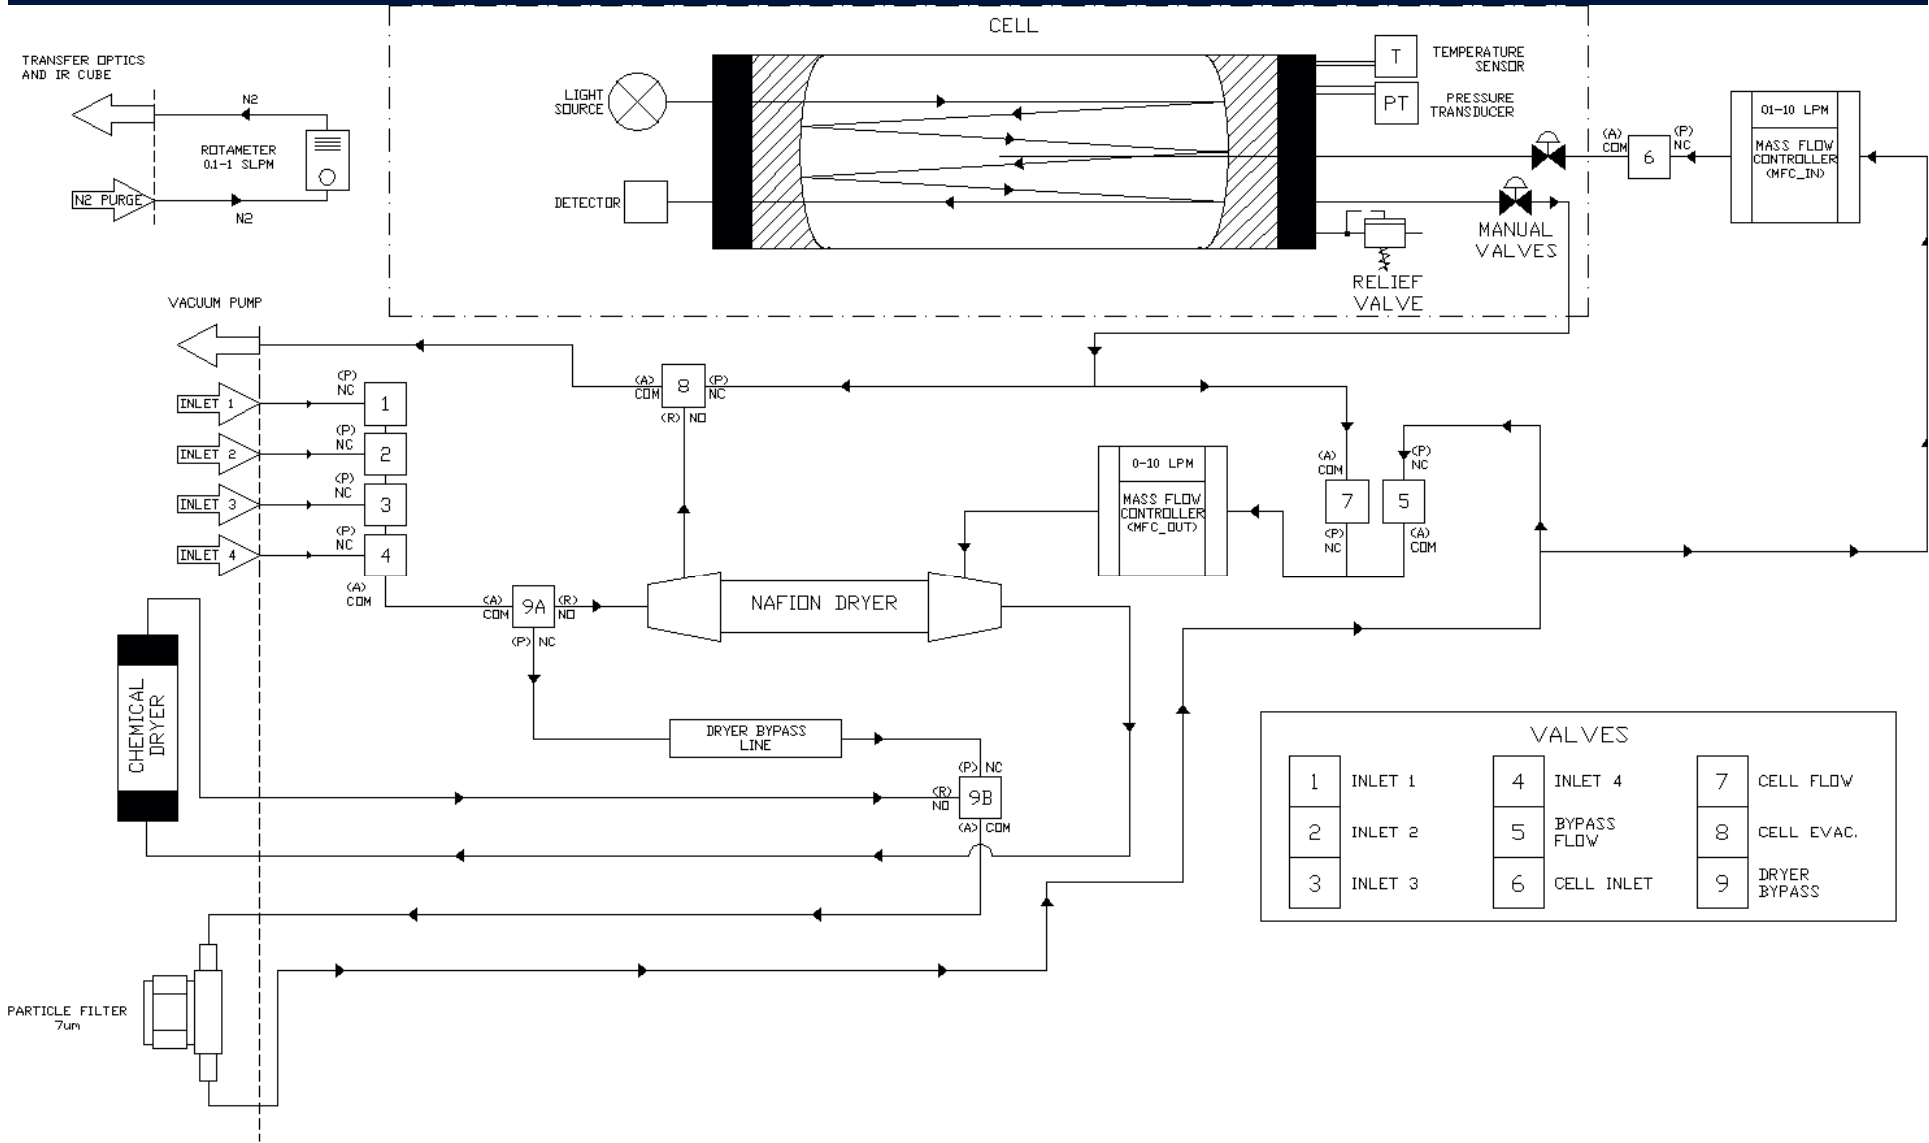 CELL
TRANSFER OPTICS
AND IR CUBE
N2
ROTAMETER
0.1-1 SLPM
N2 PURGE
N2
LIGHT
SOURCE
DETECTOR
T
TEMPERATURE
SENSOR
PT
PRESSURE
TRANSDUCER
MANUAL
VALVES
RELIEF
VALVE
(A)
COM
6
(P)
NC
01-10 LPM
MASS FLOW
CONTROLLER
(MFC_IN)
VACUUM PUMP
INLET 1
(P)
NC
1
INLET 2
(P)
NC
2
INLET 3
(P)
NC
3
INLET 4
(P)
NC
4
(A)
COM
(A)
COM
8
(P)
NC
(R) NO
0-10 LPM
MASS FLOW
CONTROLLER
(MFC_OUT)
(A)
COM
7
(P)
NC
(P)
NC
5
(A)
COM
(A)
COM
9A
(R)
NO
(P) NC
NAFION DRYER
CHEMICAL
DRYER
DRYER BYPASS
LINE
(P) NC
(R)
NO
9B
(A) COM
PARTICLE FILTER
7um
VALVES
1 INLET 1
2 INLET 2
3 INLET 3
4 INLET 4
5 BYPASS
FLOW
6 CELL INLET
7 CELL FLOW
8 CELL EVAC.
9 DRYER
BYPASS